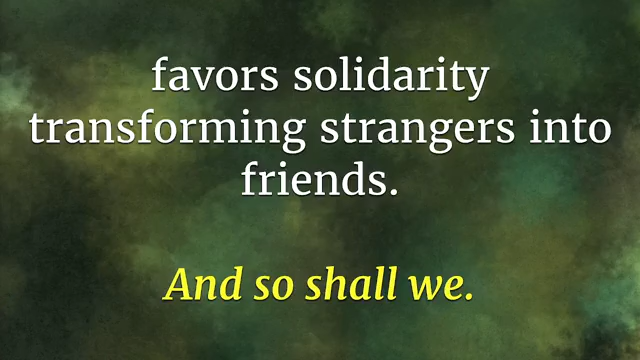 favors solidarity
transforming strangers into
friends.
And so shall we.